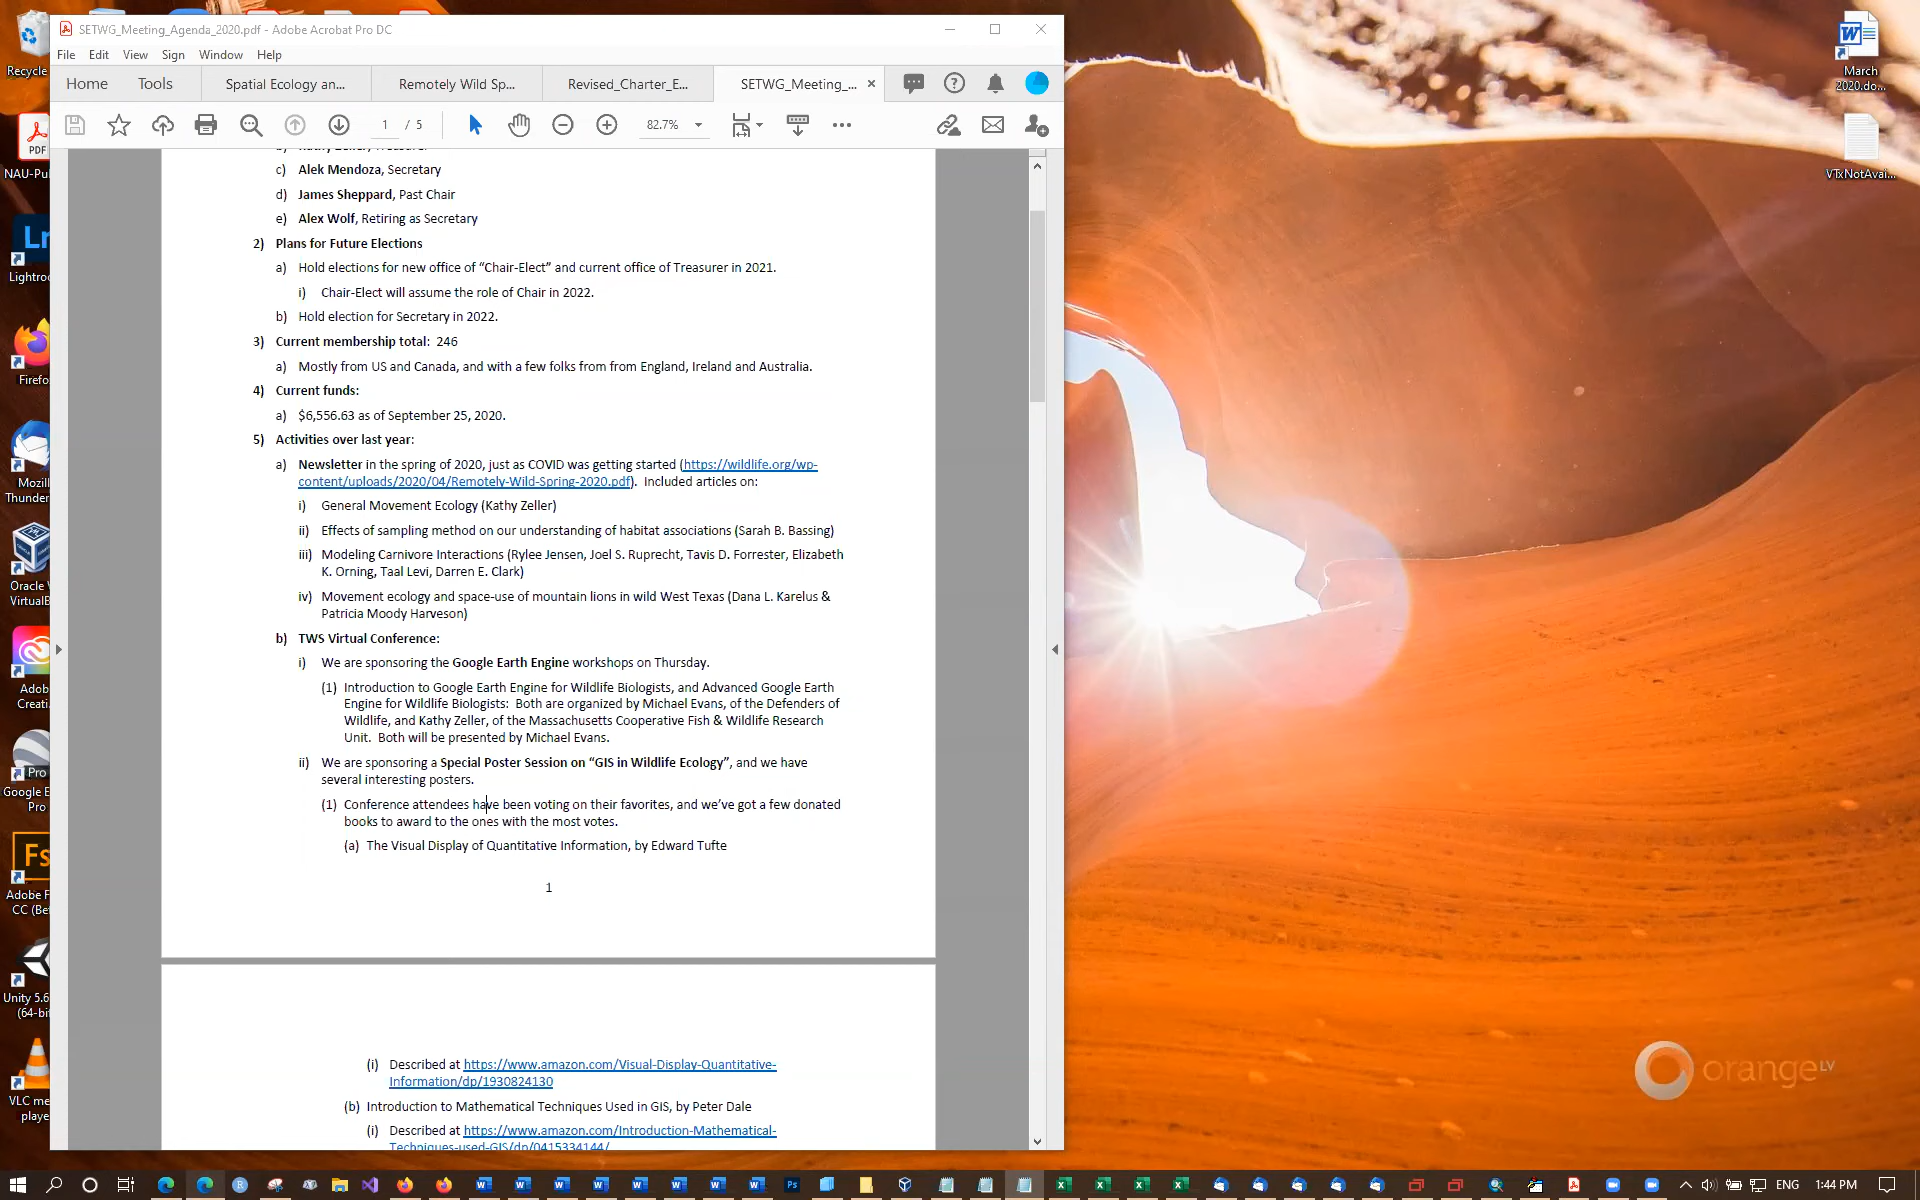 SETWG_Meeting_Agenda_2020.pdf - Adobe Acrobat Pro DC
File Edit View Window Sign Help
Home Tools Spatial Ecology an... Remotely Wild Sp... Revised_Charter_E... SETWG_Meeting_...
1 / 5 82.7%
c) Alek Mendoza, Secretary
d) James Sheppard, Past Chair
e) Alex Wolf, Retiring as Secretary
2) Plans for Future Elections
a) Hold elections for new office of “Chair-Elect” and current office of Treasurer in 2021.
i) Chair-Elect will assume the role of Chair in 2022.
b) Hold election for Secretary in 2022.
3) Current membership total: 246
a) Mostly from US and Canada, and with a few folks from from England, Ireland and Australia.
4) Current funds:
a) $6,556.63 as of September 25, 2020.
5) Activities over last year:
a) Newsletter in the spring of 2020, just as COVID was getting started (https://wildlife.org/wp-
content/uploads/2020/04/Remotely-Wild-Spring-2020.pdf). Included articles on:
i) General Movement Ecology (Kathy Zeller)
ii) Effects of sampling method on our understanding of habitat associations (Sarah B. Bassing)
iii) Modeling Carnivore Interactions (Rylee Jensen, Joel S. Ruprecht, Tavis D. Forrester, Elizabeth
K. Orning, Taal Levi, Darren E. Clark)
iv) Movement ecology and space-use of mountain lions in wild West Texas (Dana L. Karelus &
Patricia Moody Harveson)
b) TWS Virtual Conference:
i) We are sponsoring the Google Earth Engine workshops on Thursday.
(1) Introduction to Google Earth Engine for Wildlife Biologists, and Advanced Google Earth
Engine for Wildlife Biologists: Both are organized by Michael Evans, of the Defenders of
Wildlife, and Kathy Zeller, of the Massachusetts Cooperative Fish & Wildlife Research
Unit. Both will be presented by Michael Evans.
ii) We are sponsoring a Special Poster Session on “GIS in Wildlife Ecology”, and we have
several interesting posters.
(1) Conference attendees have been voting on their favorites, and we’ve got a few donated
books to award to the ones with the most votes.
(a) The Visual Display of Quantitative Information, by Edward Tufte
1
(i) Described at https://www.amazon.com/Visual-Display-Quantitative-
Information/dp/1930824130
(b) Introduction to Mathematical Techniques Used in GIS, by Peter Dale
(i) Described at https://www.amazon.com/Introduction-Mathematical-
Techniques-used-GIS/dp/0415334144/
Recycle
PDF
NAU-Pu
Lightroo
Firefo
Mozill
Thunder
Oracle
VirtualB
Adob
Creati
Google E
Pro
Adobe F
CC (Be
Unity 5.6
(64-bi
VLC me
playe
March
2020.do...
VTxNotAvai...
orange LV
ENG 1:44 PM